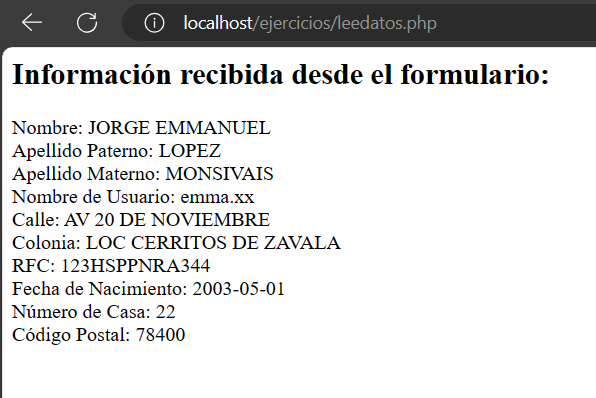 localhost/ejercicios/leedatos.php
Información recibida desde el formulario:
Nombre: JORGE EMMANUEL
Apellido Paterno: LOPEZ
Apellido Materno: MONSIVAIS
Nombre de Usuario: emma.xx
Calle: AV 20 DE NOVIEMBRE
Colonia: LOC CERRITOS DE ZAVALA
RFC: 123HSPPNRA344
Fecha de Nacimiento: 2003-05-01
Número de Casa: 22
Código Postal: 78400